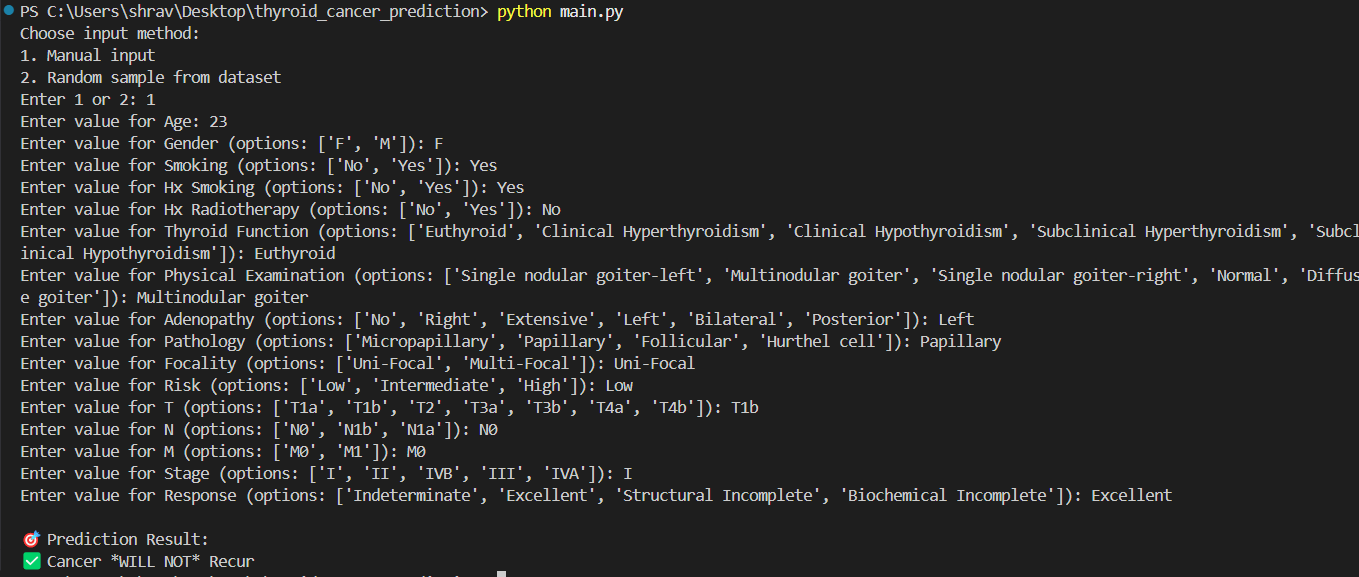 PS C:\Users\shrav\Desktop\thyroid_cancer_prediction> python main.py
Choose input method:
1. Manual input
2. Random sample from dataset
Enter 1 or 2: 1
Enter value for Age: 23
Enter value for Gender (options: ['F', 'M']): F
Enter value for Smoking (options: ['No', 'Yes']): Yes
Enter value for Hx Smoking (options: ['No', 'Yes']): Yes
Enter value for Hx Radiotherapy (options: ['No', 'Yes']): No
Enter value for Thyroid Function (options: ['Euthyroid', 'Clinical Hyperthyroidism', 'Clinical Hypothyroidism', 'Subclinical Hyperthyroidism', 'Subcl
inical Hypothyroidism']): Euthyroid
Enter value for Physical Examination (options: ['Single nodular goiter-left', 'Multinodular goiter', 'Single nodular goiter-right', 'Normal', 'Diffus
e goiter']): Multinodular goiter
Enter value for Adenopathy (options: ['No', 'Right', 'Extensive', 'Left', 'Bilateral', 'Posterior']): Left
Enter value for Pathology (options: ['Micropapillary', 'Papillary', 'Follicular', 'Hurthel cell']): Papillary
Enter value for Focality (options: ['Uni-Focal', 'Multi-Focal']): Uni-Focal
Enter value for Risk (options: ['Low', 'Intermediate', 'High']): Low
Enter value for T (options: ['T1a', 'T1b', 'T2', 'T3a', 'T3b', 'T4a', 'T4b']): T1b
Enter value for N (options: ['N0', 'N1b', 'N1a']): N0
Enter value for M (options: ['M0', 'M1']): M0
Enter value for Stage (options: ['I', 'II', 'IVB', 'III', 'IVA']): I
Enter value for Response (options: ['Indeterminate', 'Excellent', 'Structural Incomplete', 'Biochemical Incomplete']): Excellent
🎯 Prediction Result:
✅ Cancer *WILL NOT* Recur